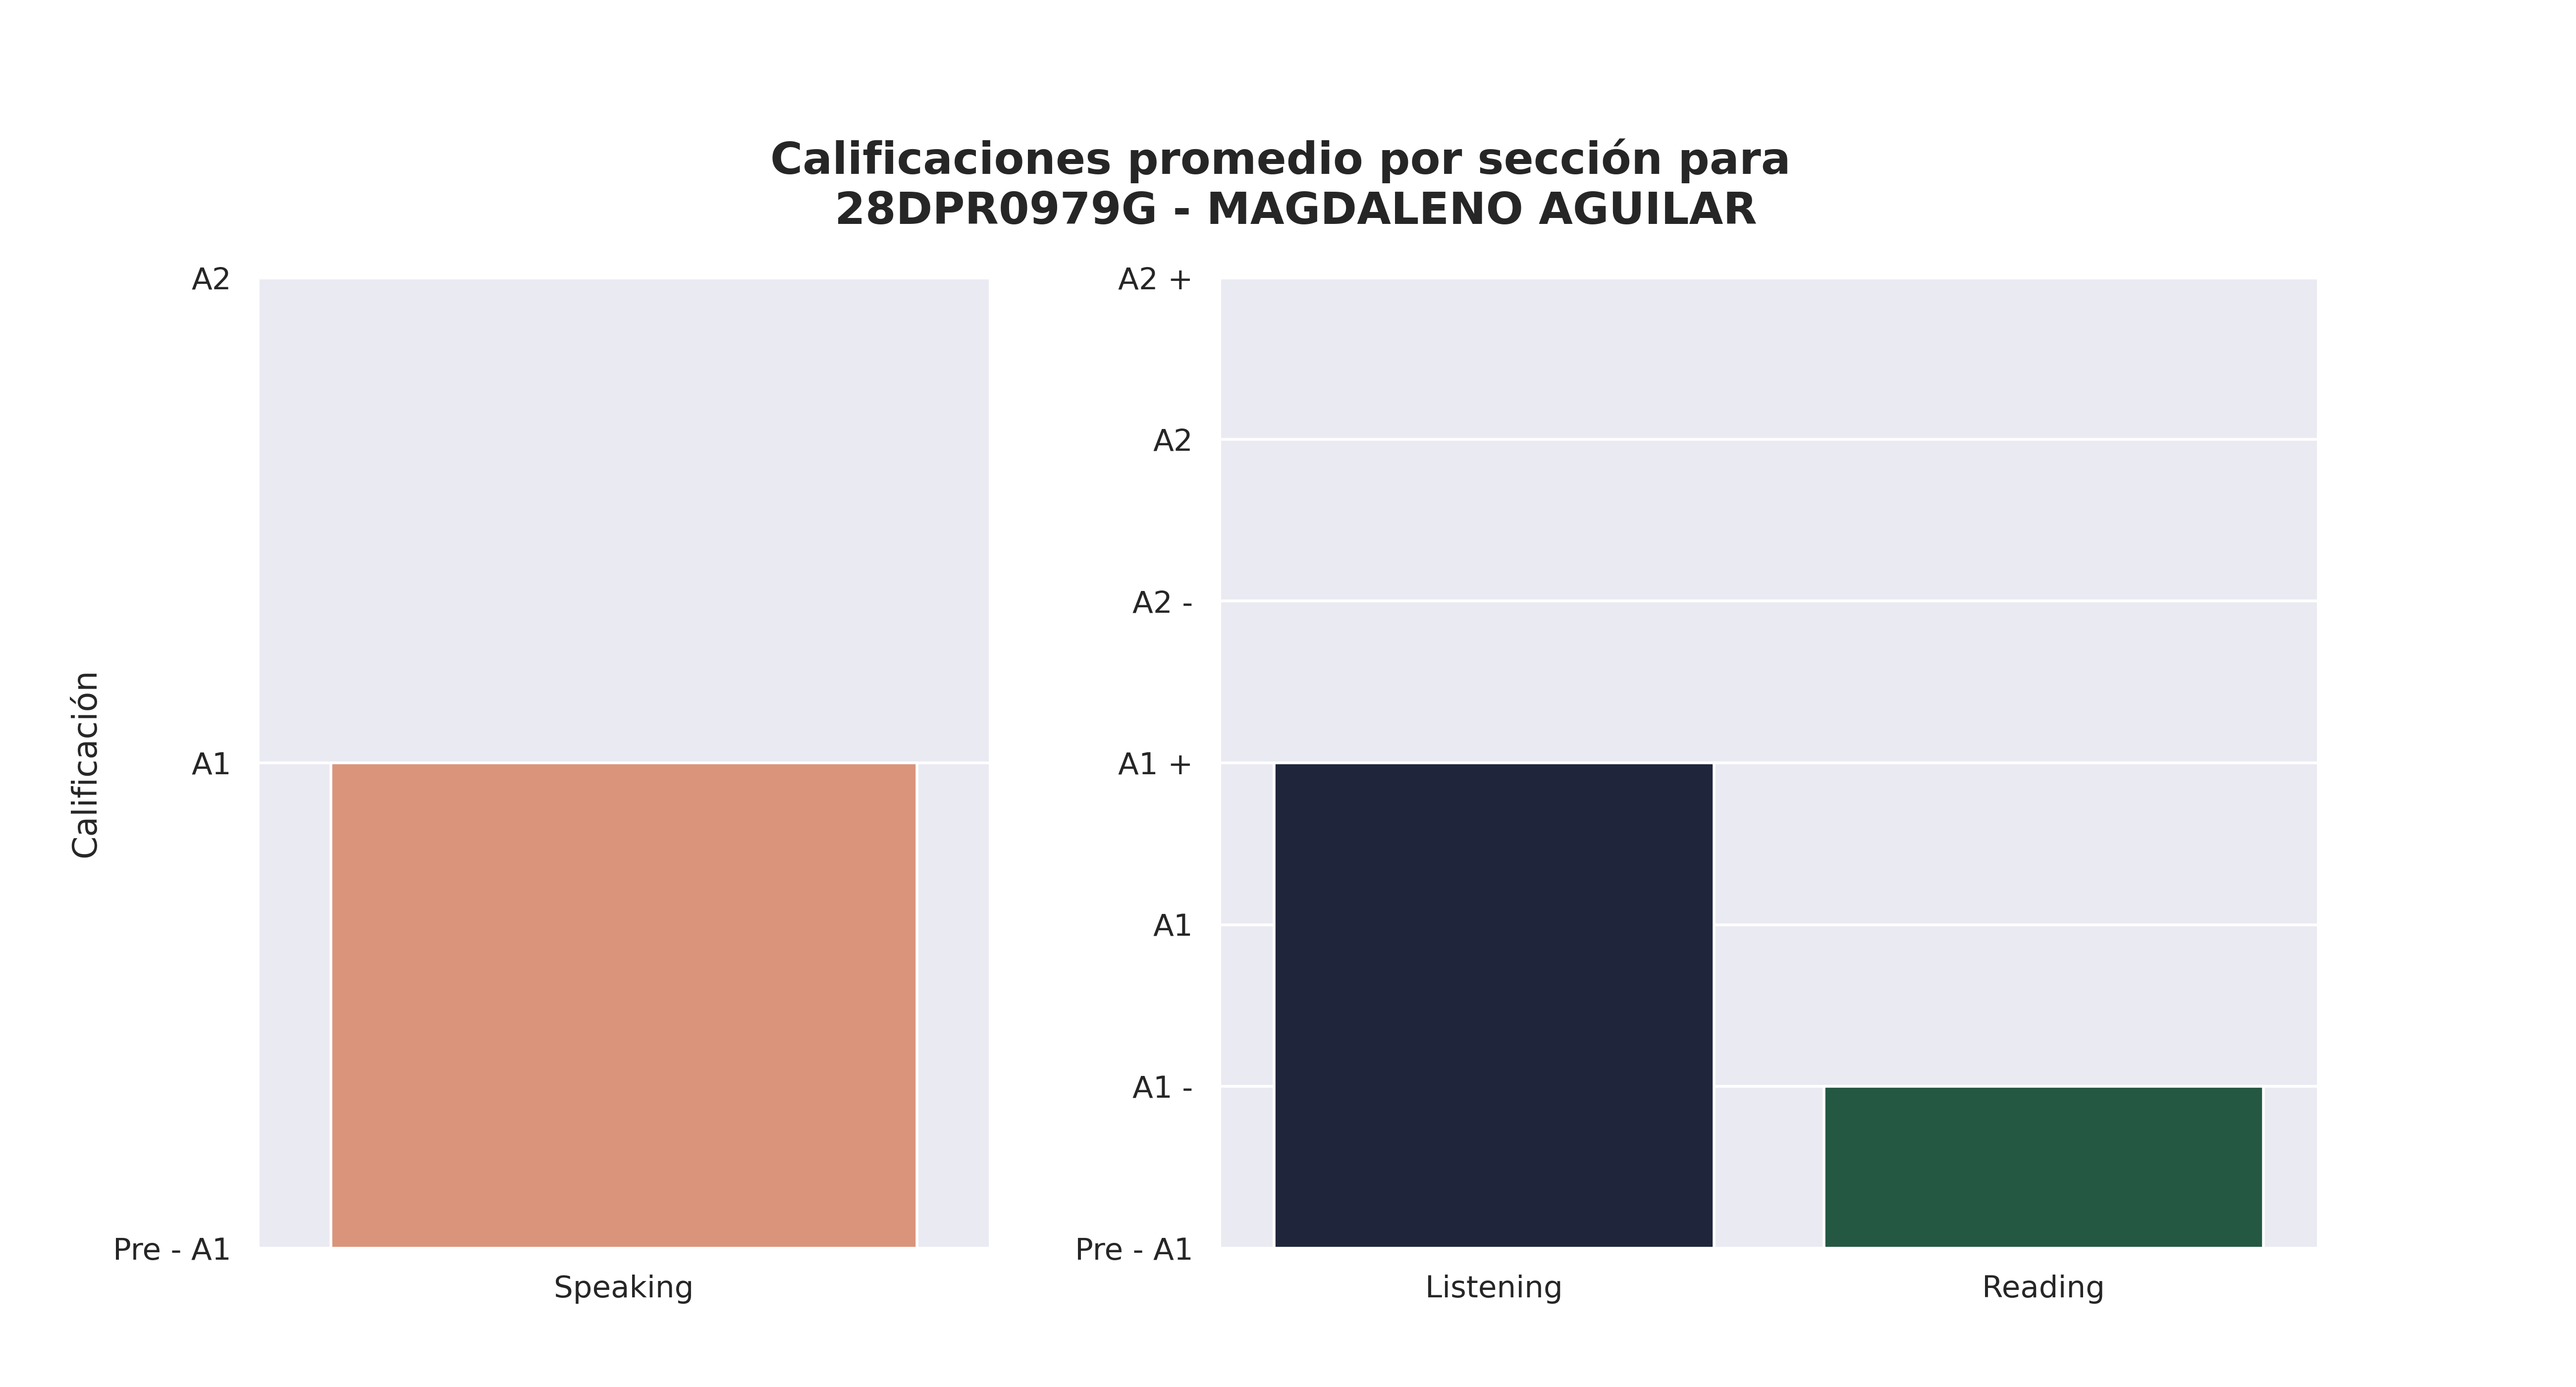 Calificaciones promedio por sección para
28DPR0979G - MAGDALENO AGUILAR
Calificación
A2
A1
Pre - A1
Speaking
A2 +
A2
A2 -
A1 +
A1
A1 -
Pre - A1
Listening
Reading